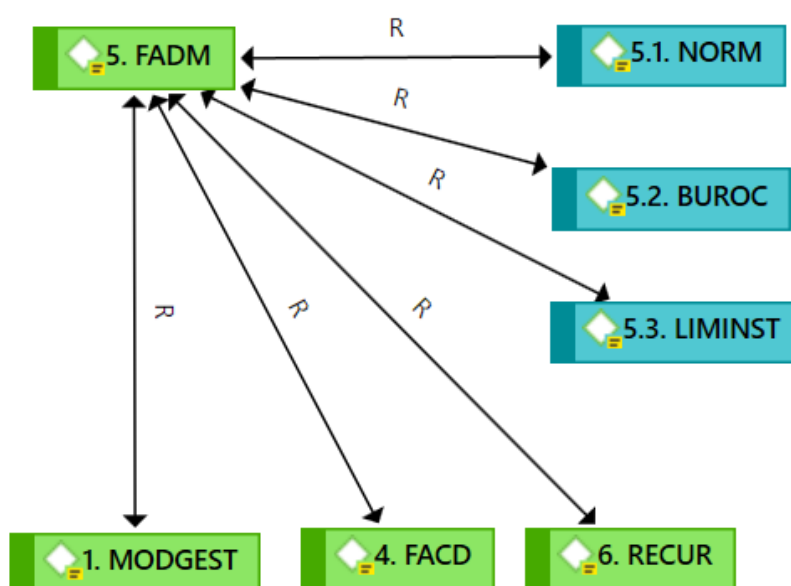 5. FADM
R
5.1. NORM
R
5.2. BUROC
R
5.3. LIMINST
R
R
R
1. MODGEST
4. FACD
6. RECUR